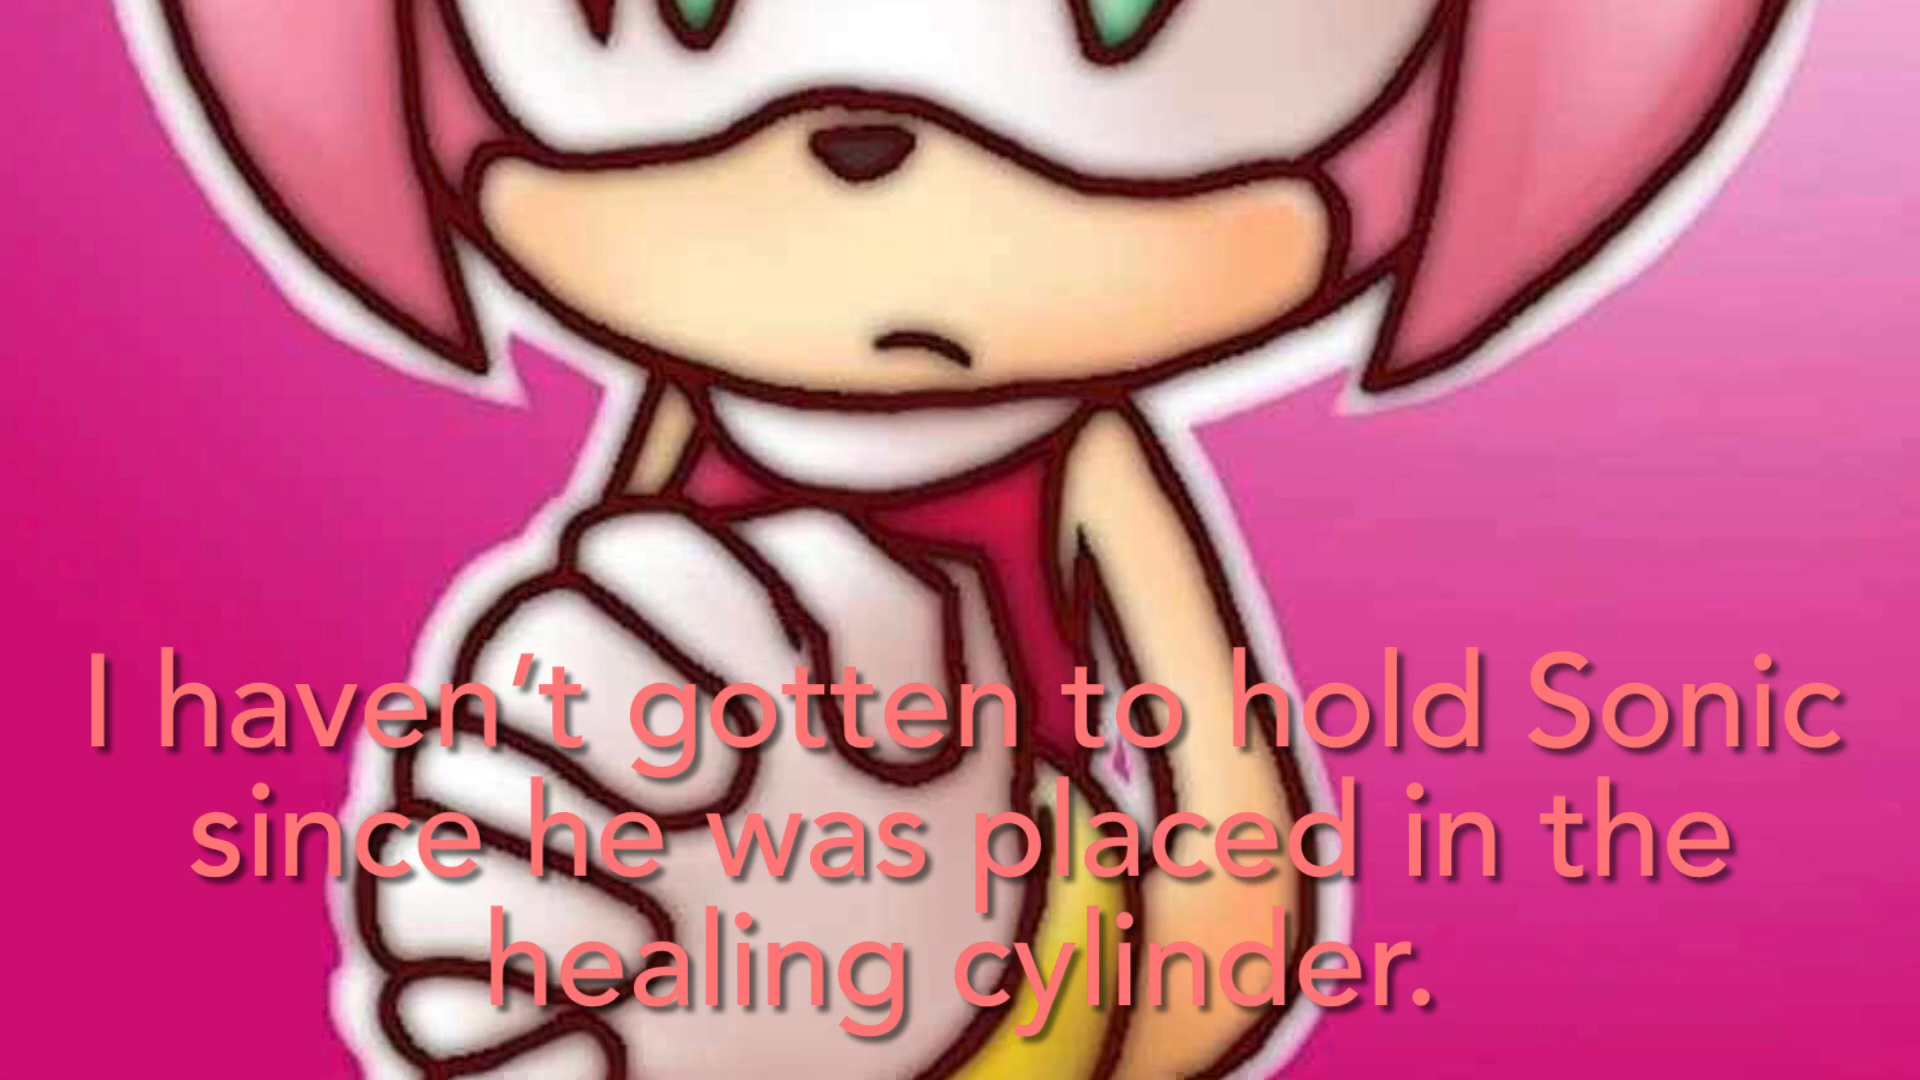 I haven't gotten to hold Sonic
since he was placed in the
healing cylinder.